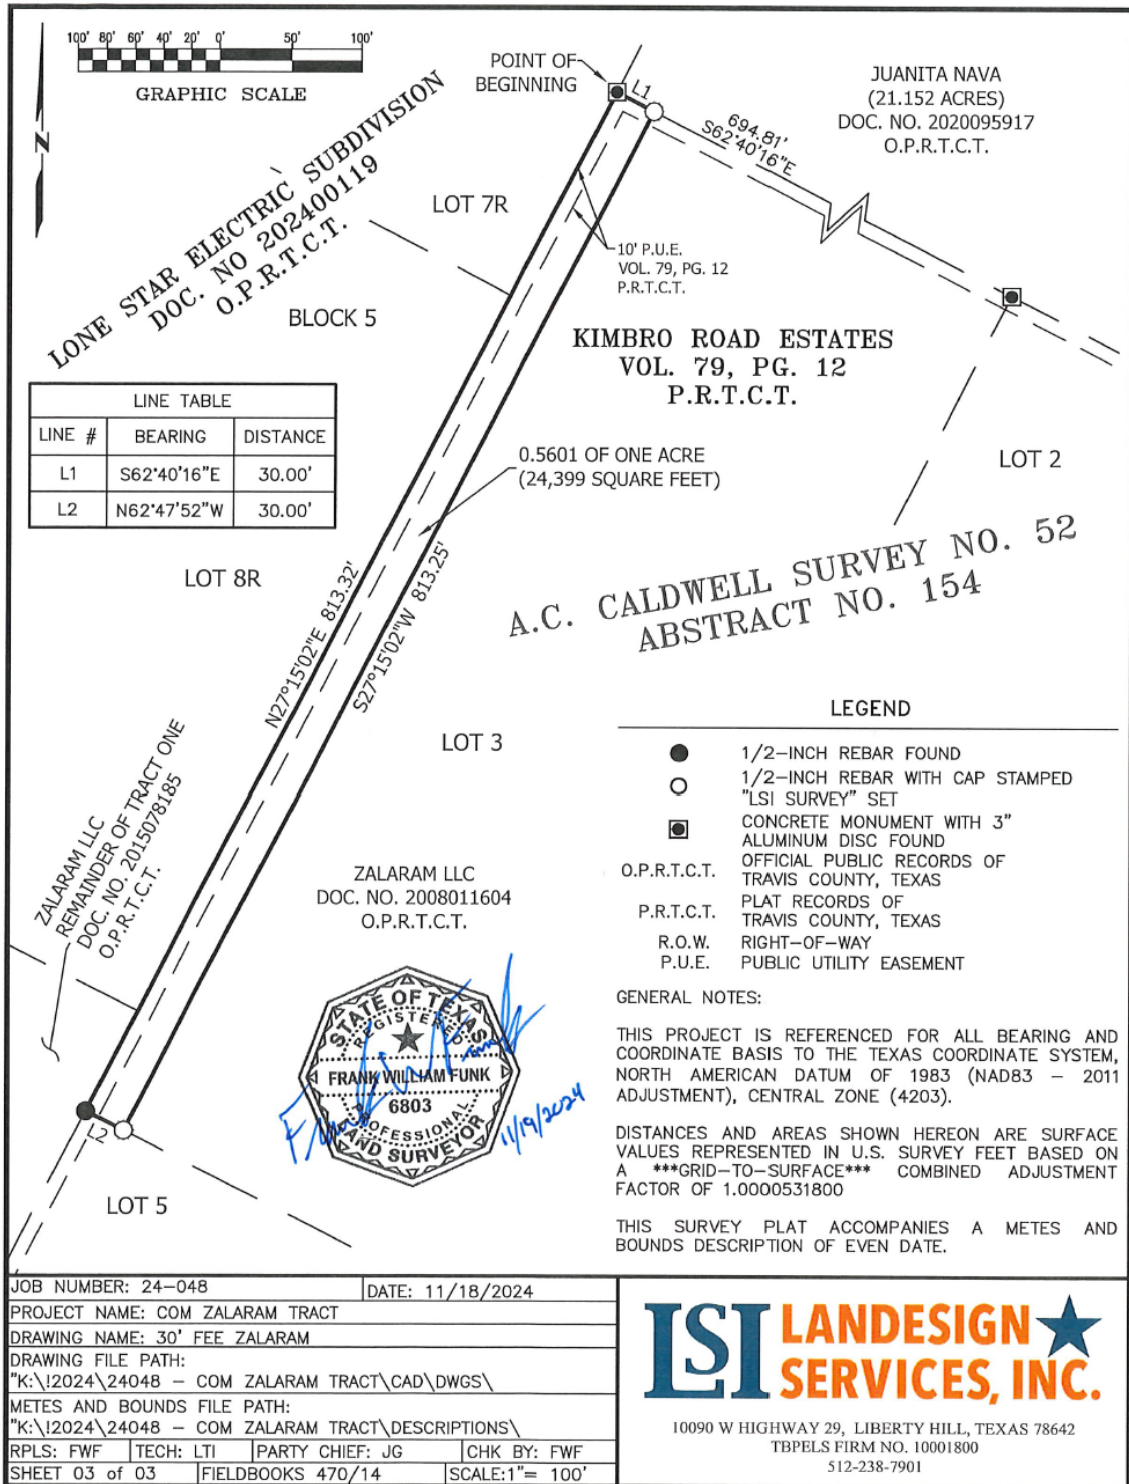 100' 80' 60' 40' 20' 0' 50' 100'
GRAPHIC SCALE
N
POINT OF
BEGINNING
L1
694.81'
S62°40'16"E
JUANITA NAVA
(21.152 ACRES)
DOC. NO. 2020095917
O.P.R.T.C.T.
LONE STAR ELECTRIC SUBDIVISION
DOC. NO 202400119
O.P.R.T.C.T.
LOT 7R
10' P.U.E.
VOL. 79, PG. 12
P.R.T.C.T.
BLOCK 5
KIMBRO ROAD ESTATES
VOL. 79, PG. 12
P.R.T.C.T.
LINE TABLE
LINE # BEARING DISTANCE
L1 S62°40'16"E 30.00'
L2 N62°47'52"W 30.00'
0.5601 OF ONE ACRE
(24,399 SQUARE FEET)
LOT 2
LOT 8R
N27°15'02"E 813.32'
S27°15'02"W 813.25'
A.C. CALDWELL SURVEY NO. 52
ABSTRACT NO. 154
LOT 3
ZALARAM LLC
REMAINDER OF TRACT ONE
DOC. NO. 2015078185
O.P.R.T.C.T.
ZALARAM LLC
DOC. NO. 2008011604
O.P.R.T.C.T.
STATE OF TEXAS
REGISTERED
FRANK WILLIAM FUNK
6803
PROFESSIONAL
LAND SURVEYOR
11/19/2024
L2
LOT 5
LEGEND
1/2-INCH REBAR FOUND
1/2-INCH REBAR WITH CAP STAMPED
"LSI SURVEY" SET
CONCRETE MONUMENT WITH 3"
ALUMINUM DISC FOUND
O.P.R.T.C.T. OFFICIAL PUBLIC RECORDS OF
TRAVIS COUNTY, TEXAS
P.R.T.C.T. PLAT RECORDS OF
TRAVIS COUNTY, TEXAS
R.O.W. RIGHT-OF-WAY
P.U.E. PUBLIC UTILITY EASEMENT
GENERAL NOTES:
THIS PROJECT IS REFERENCED FOR ALL BEARING AND
COORDINATE BASIS TO THE TEXAS COORDINATE SYSTEM,
NORTH AMERICAN DATUM OF 1983 (NAD83 – 2011
ADJUSTMENT), CENTRAL ZONE (4203).
DISTANCES AND AREAS SHOWN HEREON ARE SURFACE
VALUES REPRESENTED IN U.S. SURVEY FEET BASED ON
A ***GRID-TO-SURFACE*** COMBINED ADJUSTMENT
FACTOR OF 1.0000531800
THIS SURVEY PLAT ACCOMPANIES A METES AND
BOUNDS DESCRIPTION OF EVEN DATE.
JOB NUMBER: 24-048 DATE: 11/18/2024
PROJECT NAME: COM ZALARAM TRACT
DRAWING NAME: 30' FEE ZALARAM
DRAWING FILE PATH:
"K:\!2024\24048 - COM ZALARAM TRACT\CAD\DWGS\
METES AND BOUNDS FILE PATH:
"K:\!2024\24048 - COM ZALARAM TRACT\DESCRIPTIONS\
RPLS: FWF TECH: LTI PARTY CHIEF: JG CHK BY: FWF
SHEET 03 of 03 FIELDBOOKS 470/14 SCALE:1"= 100'
LSI LANDESIGN
SERVICES, INC.
10090 W HIGHWAY 29, LIBERTY HILL, TEXAS 78642
TBPELS FIRM NO. 10001800
512-238-7901